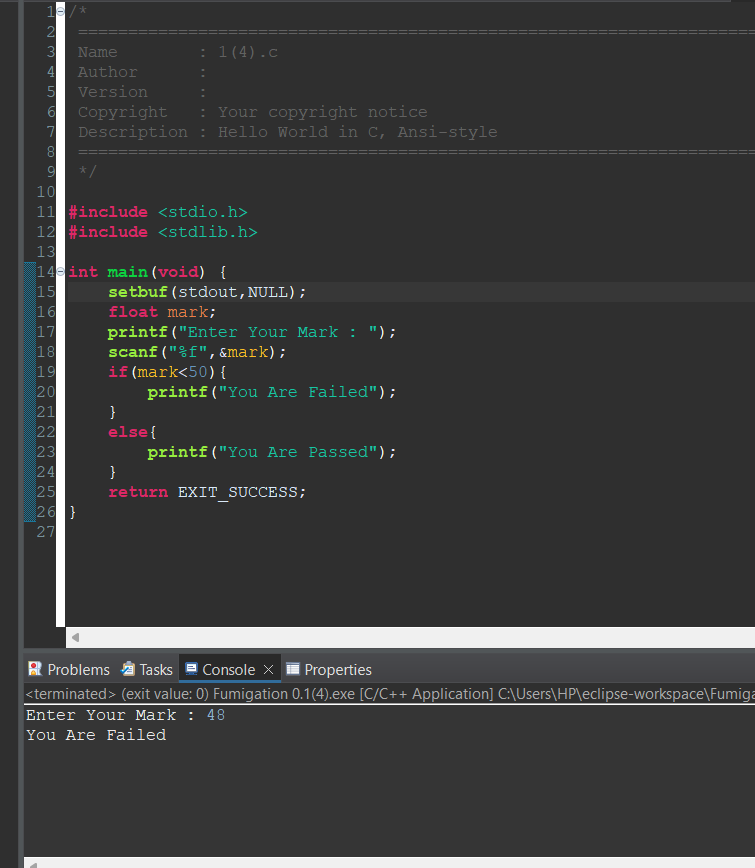 1 /*
2 ====================================================================
3 Name        : 1(4).c
4 Author      :
5 Version     :
6 Copyright   : Your copyright notice
7 Description : Hello World in C, Ansi-style
8 ====================================================================
9 */
10
11 #include <stdio.h>
12 #include <stdlib.h>
13
14 int main(void) {
15     setbuf(stdout,NULL);
16     float mark;
17     printf("Enter Your Mark : ");
18     scanf("%f",&mark);
19     if(mark<50){
20         printf("You Are Failed");
21     }
22     else{
23         printf("You Are Passed");
24     }
25     return EXIT_SUCCESS;
26 }
27
Problems Tasks Console Properties
<terminated> (exit value: 0) Fumigation 0.1(4).exe [C/C++ Application] C:\Users\HP\eclipse-workspace\Fumiga
Enter Your Mark : 48
You Are Failed